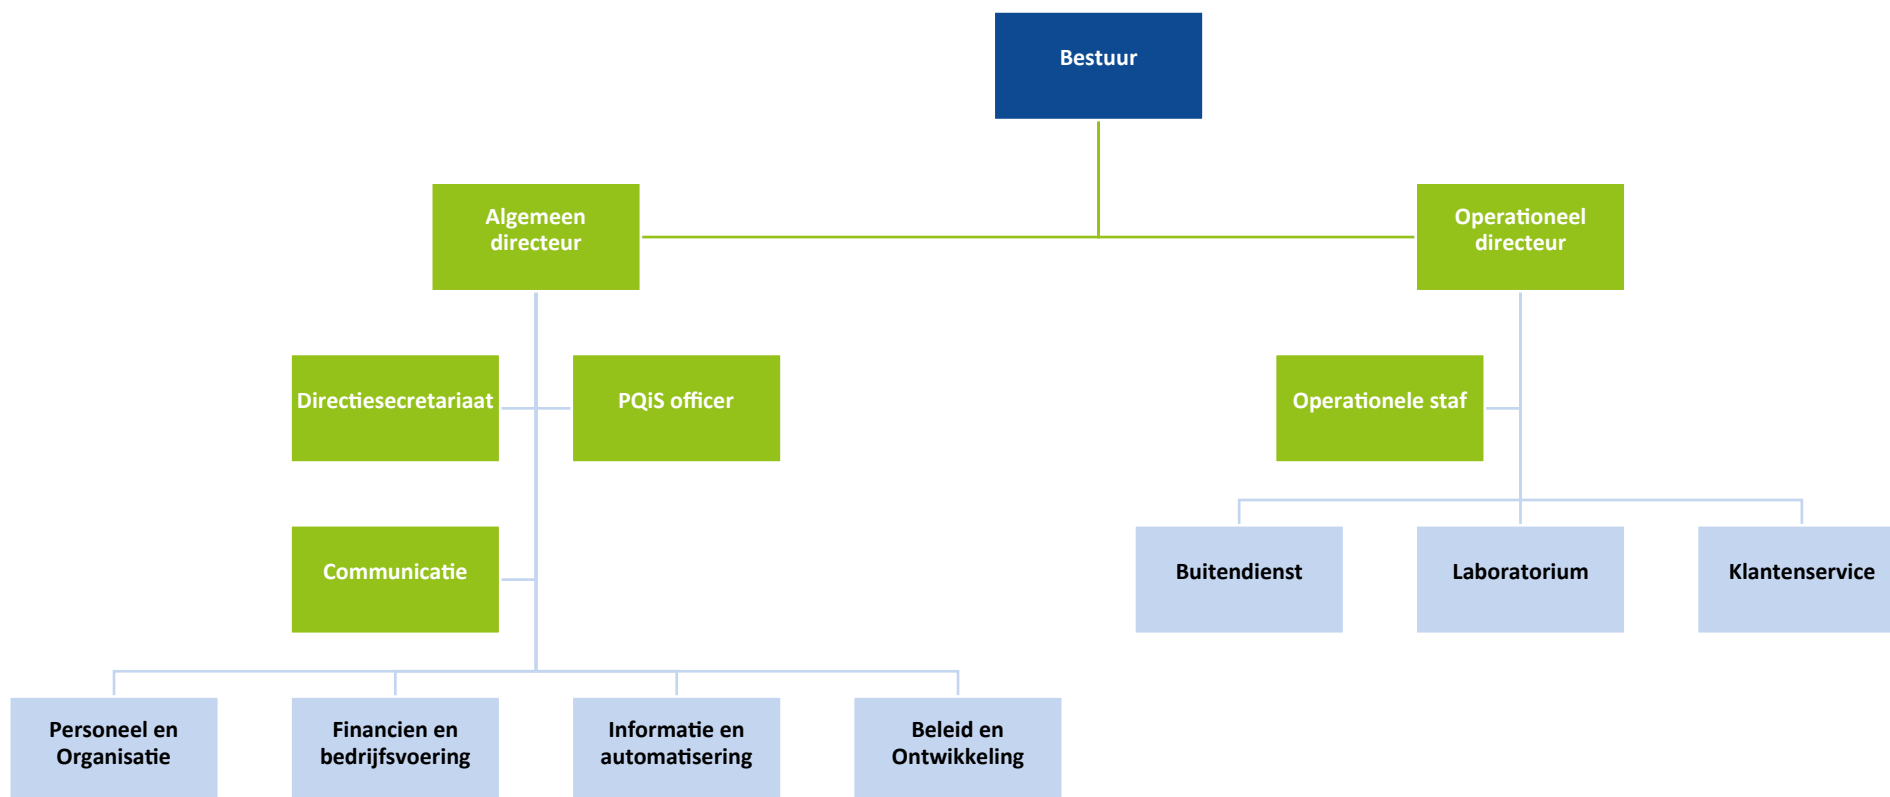 Bestuur
Algemeen
directeur
Operationeel
directeur
Directiesecretariaat
PQiS officer
Operationele staf
Communicatie
Buitendienst
Laboratorium
Klantenservice
Personeel en
Organisatie
Financien en
bedrijfsvoering
Informatie en
automatisering
Beleid en
Ontwikkeling